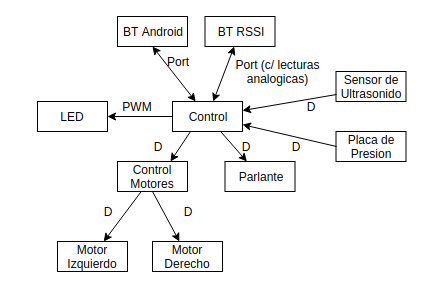 BT Android
BT RSSI
Port
Port (c/ lecturas
analogicas)
Sensor de
Ultrasonido
D
PWM
LED
Control
Placa de
Presion
D
D
D
Control
Motores
Parlante
D
D
Motor
Izquierdo
Motor
Derecho